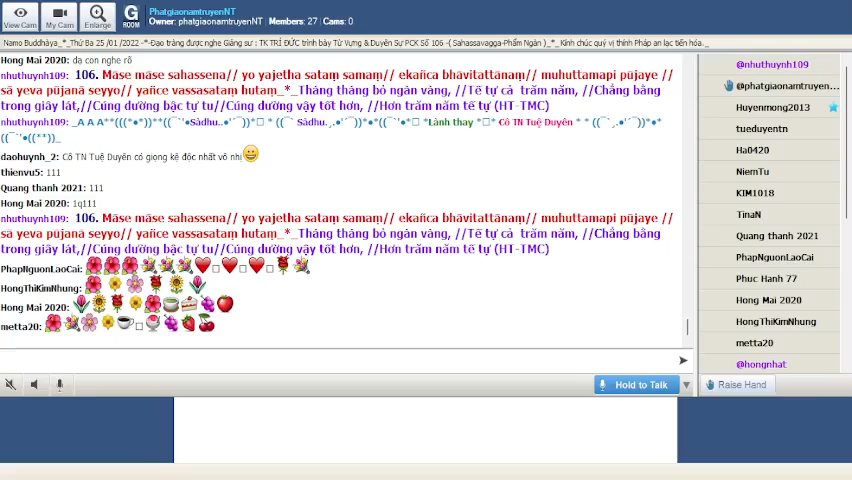 View Cam
My Cam
Enlarge
G
ROOM
PhatgiaonamtruyenNT
Owner: phatgiaonamtruyenNT | Members: 27 | Cams: 0
Namo Buddhàya_*_Thứ Ba 25 /01 /2022 -*-Đạo tràng được nghe Giảng sư : TK TRÍ ĐỨC trình bày Từ Vựng & Duyên Sự PCK Số 106 -( Sahassavagga-Phẩm Ngàn )_*_Kính chúc quý vị thính Pháp an lạc tiến hóa._
Hong Mai 2020: dạ con nghe rõ
nhuthuynh109: 106. Māse māse sahassena// yo yajetha sataṃ samaṃ// ekañca bhāvitattānaṃ// muhuttamapi pūjaye //
sā yeva pūjanā seyyo// yañce vassasataṃ hutaṃ_*_Tháng tháng bỏ ngàn vàng, //Tế tự cả trăm năm, //Chẳng bằng
trong giây lát,//Cúng dường bậc tự tu//Cúng dường vậy tốt hơn, //Hơn trăm năm tế tự (HT-TMC)
nhuthuynh109: _A A A**(((*●*))**((¯`'●Sàdhu..●'´¯))*□ * ((¯`● Sàdhu.,.●'´¯))*●*((¯`'●*□ *Lành thay *□* Cô TN Tuệ Duyên * * ((¯`.,.●'´¯))*●*
((¯`'●((**))_
daohuynh_2: Cô TN Tuệ Duyên có giọng kệ độc nhất vô nhị
thienvu5: 111
Quang thanh 2021: 111
Hong Mai 2020: 1q111
nhuthuynh109: 106. Māse māse sahassena// yo yajetha sataṃ samaṃ// ekañca bhāvitattānaṃ// muhuttamapi pūjaye //
sā yeva pūjanā seyyo// yañce vassasataṃ hutaṃ_*_Tháng tháng bỏ ngàn vàng, //Tế tự cả trăm năm, //Chẳng bằng
trong giây lát,//Cúng dường bậc tự tu//Cúng dường vậy tốt hơn, //Hơn trăm năm tế tự (HT-TMC)
PhapNguonLaoCai:
HongThiKimNhung:
Hong Mai 2020:
metta20:
Hold to Talk
@nhuthuynh109
@phatgiaonamtruyen...
Huyenmong2013
tueduyentn
Ha0420
NiemTu
KIM1018
TinaN
Quang thanh 2021
PhapNguonLaoCai
Phuc Hanh 77
Hong Mai 2020
HongThiKimNhung
metta20
@hongnhat
Raise Hand